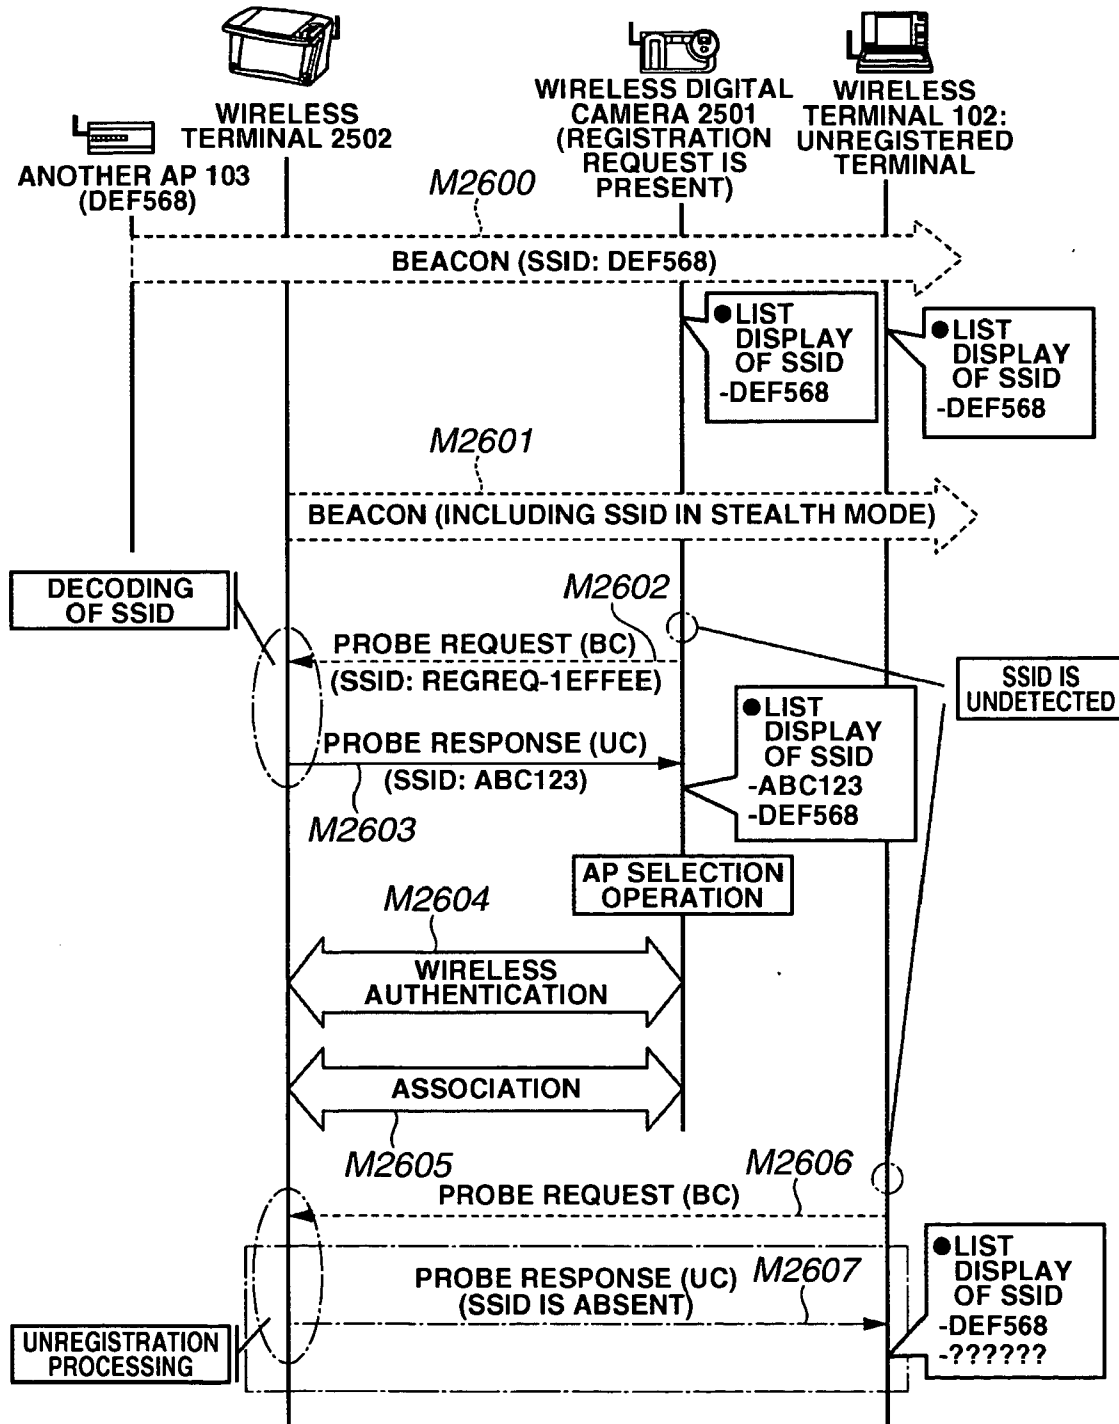 WIRELESS
TERMINAL 2502
WIRELESS DIGITAL
CAMERA 2501
(REGISTRATION
REQUEST IS
PRESENT)
WIRELESS
TERMINAL 102:
UNREGISTERED
TERMINAL
ANOTHER AP 103
(DEF568)
M2600
BEACON (SSID: DEF568)
●LIST
DISPLAY
OF SSID
-DEF568
●LIST
DISPLAY
OF SSID
-DEF568
M2601
BEACON (INCLUDING SSID IN STEALTH MODE)
DECODING
OF SSID
M2602
PROBE REQUEST (BC)
(SSID: REGREQ-1EFFEE)
SSID IS
UNDETECTED
●LIST
DISPLAY
OF SSID
-ABC123
-DEF568
PROBE RESPONSE (UC)
(SSID: ABC123)
M2603
AP SELECTION
OPERATION
M2604
WIRELESS
AUTHENTICATION
ASSOCIATION
M2605
M2606
PROBE REQUEST (BC)
PROBE RESPONSE (UC)
(SSID IS ABSENT)
M2607
●LIST
DISPLAY
OF SSID
-DEF568
-??????
UNREGISTRATION
PROCESSING